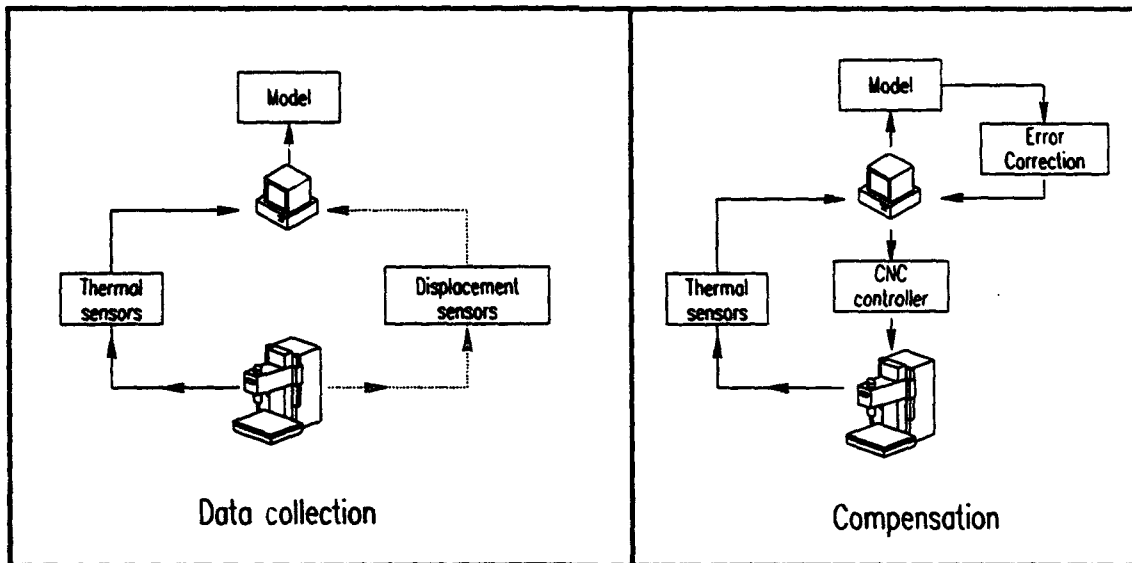 Model
Thermal
sensors
Displacement
sensors
Data collection
Model
Error
Correction
Thermal
sensors
CNC
controller
Compensation